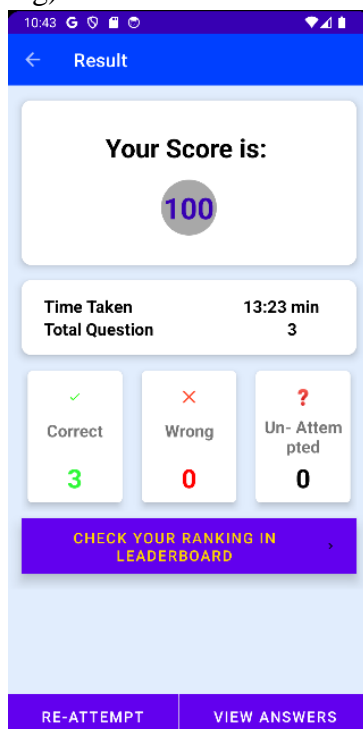 10:43 G
Result
Your Score is:
100
Time Taken 13:23 min
Total Question 3
Correct Wrong Un- Attem
pted
3 0 0
CHECK YOUR RANKING IN
LEADERBOARD
RE-ATTEMPT VIEW ANSWERS